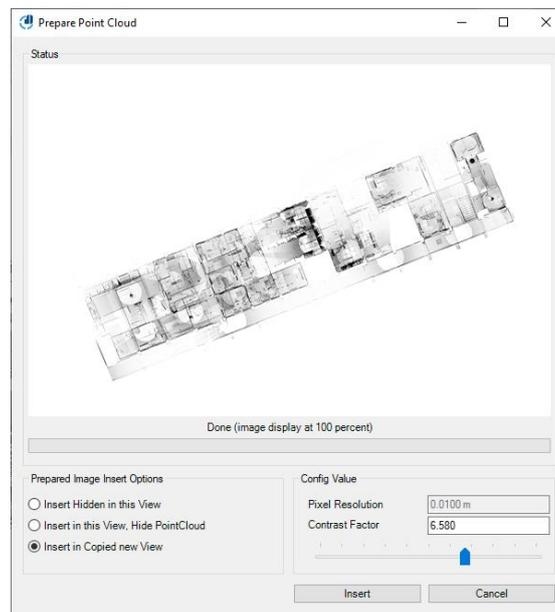 Prepare Point Cloud
Status
Done (image display at 100 percent)
Prepared Image Insert Options
Insert Hidden in this View
Insert in this View, Hide PointCloud
Insert in Copied new View
Config Value
Pixel Resolution 0.0100 m
Contrast Factor 6.580
Insert Cancel